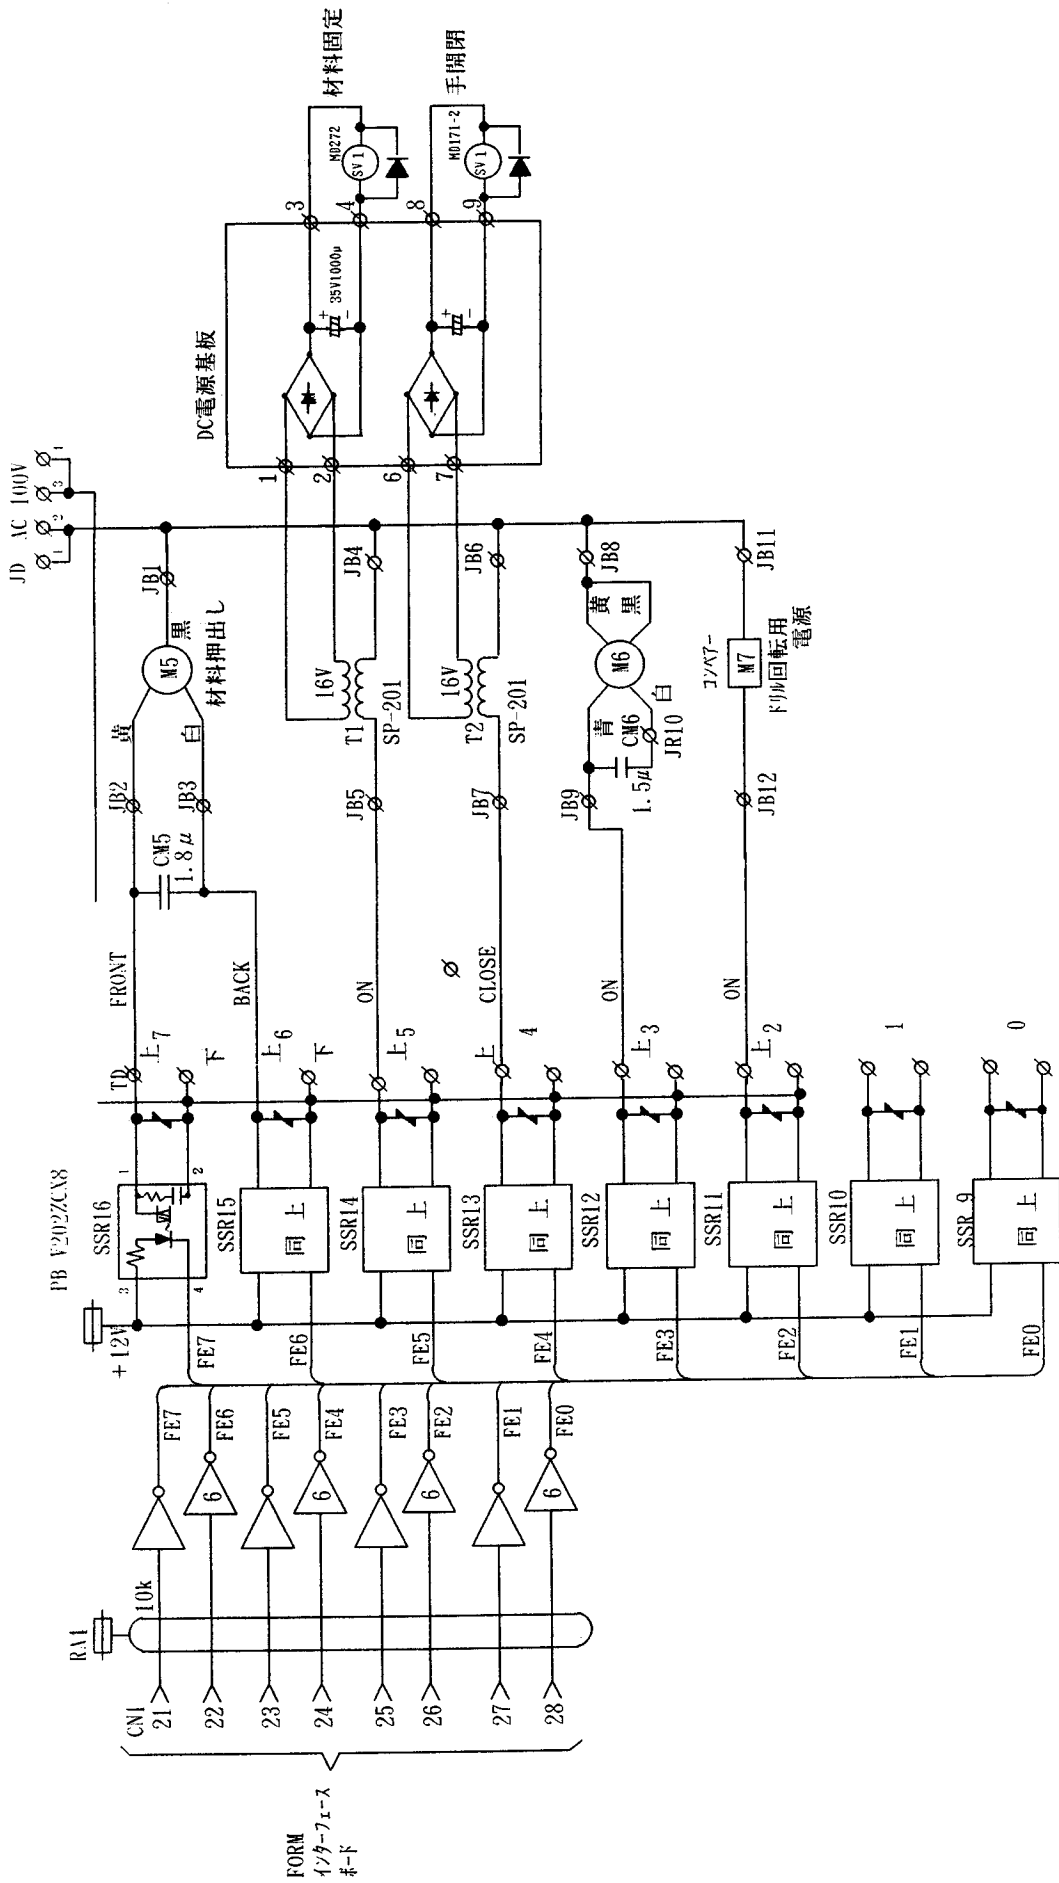 FORM
インターフェース
ボード
CN1
21
22
23
24
25
26
27
28
RA1
10k
6
6
6
6
FE7
FE6
FE5
FE4
FE3
FE2
FE1
FE0
+12V
FE7
FE6
FE5
FE4
FE3
FE2
FE1
FE0
PB V202ZCX8
SSR16
3
4
1
2
SSR15
同上
SSR14
同上
SSR13
同上
SSR12
同上
SSR11
同上
SSR10
同上
SSR 9
同上
TD
上
7
下
上
6
下
上
5
上
4
上
3
上
2
1
0
FRONT
BACK
ON
CLOSE
ON
ON
CM5
1.8μ
JB2
JB3
黄
白
M5
黒
材料押出し
JB1
JD AC 100V
1
2
3
4
JB5
T1
SP-201
16V
JB4
JB7
T2
SP-201
16V
JB6
JB9
青
CM6
白
1.5μ
JR10
M6
黄
黒
JB8
JB12
コンベアー
M7
ドリル回転用
電源
JB11
DC電源基板
1
2
6
7
+
-
35V1000μ
+
-
3
4
8
9
MD272
SV1
材料固定
MD171-2
SV1
手開閉